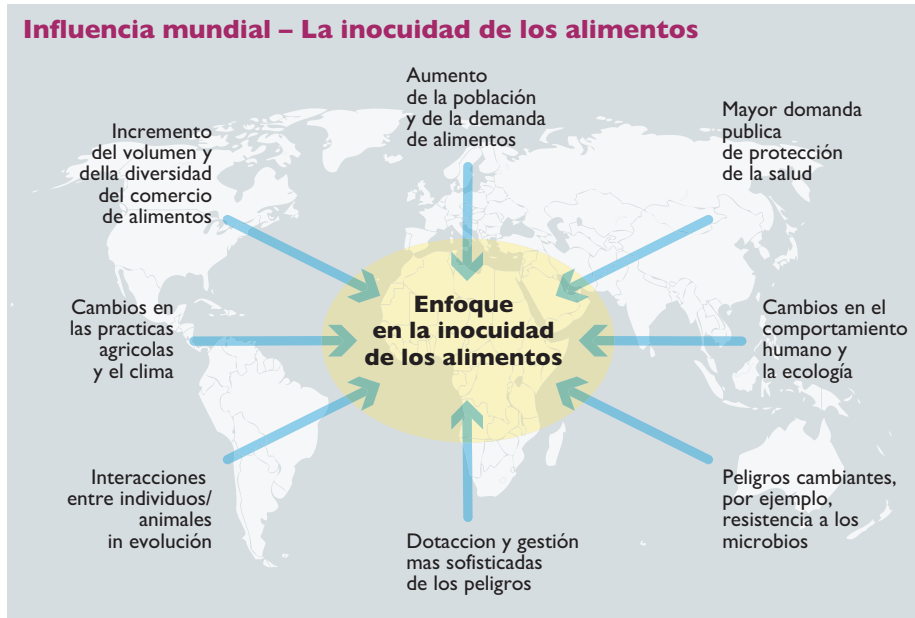 Influencia mundial – La inocuidad de los alimentos
Aumento
de la población
y de la demanda
de alimentos
Incremento
del volumen y
della diversidad
del comercio
de alimentos
Mayor domanda
publica
de protección
de la salud
Enfoque
en la inocuidad
de los alimentos
Cambios en
las practicas
agricolas
y el clima
Cambios en el
comportamiento
humano y
la ecología
Interacciones
entre individuos/
animales
in evolución
Dotaccion y gestión
mas sofisticadas
de los peligros
Peligros cambiantes,
por ejemplo,
resistencia a los
microbios